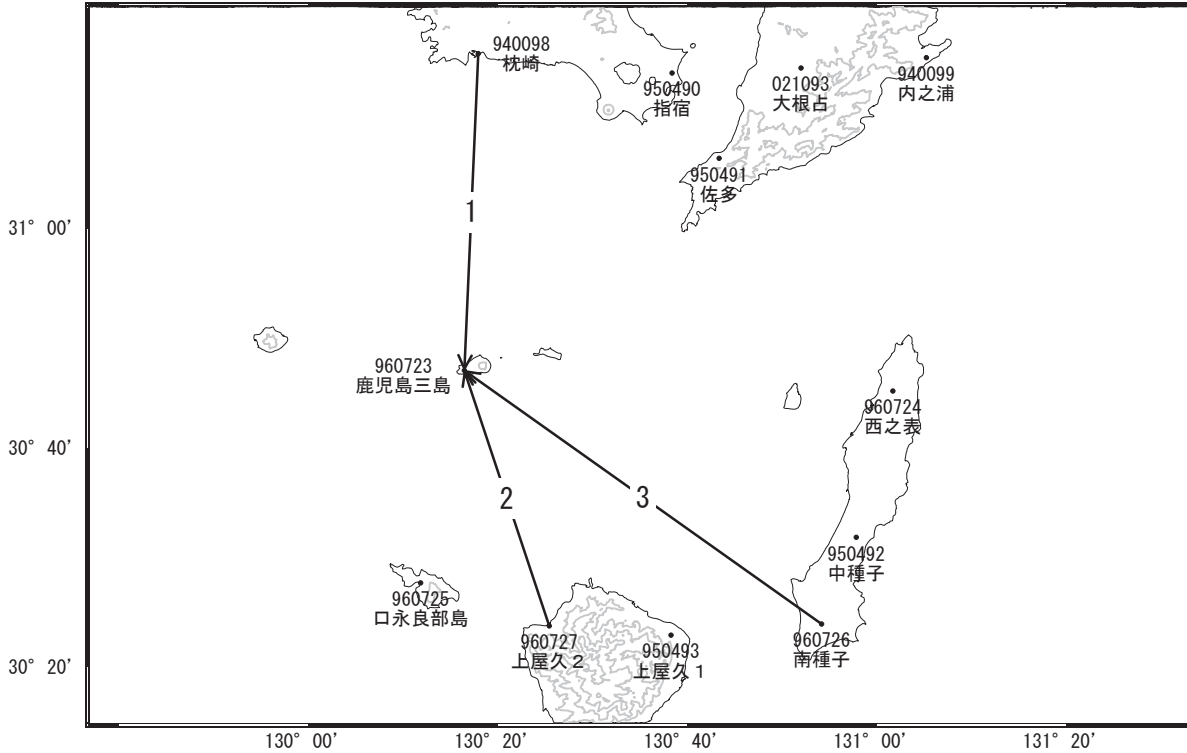 940098
枕崎
950490
指宿
021093
大根占
940099
内之浦
950491
佐多
1
31° 00'
960723
鹿児島三島
960724
西之表
30° 40'
2
3
950492
中種子
960725
口永良部島
960727
上屋久２
950493
上屋久１
960726
南種子
30° 20'
130° 00'
130° 20'
130° 40'
131° 00'
131° 20'